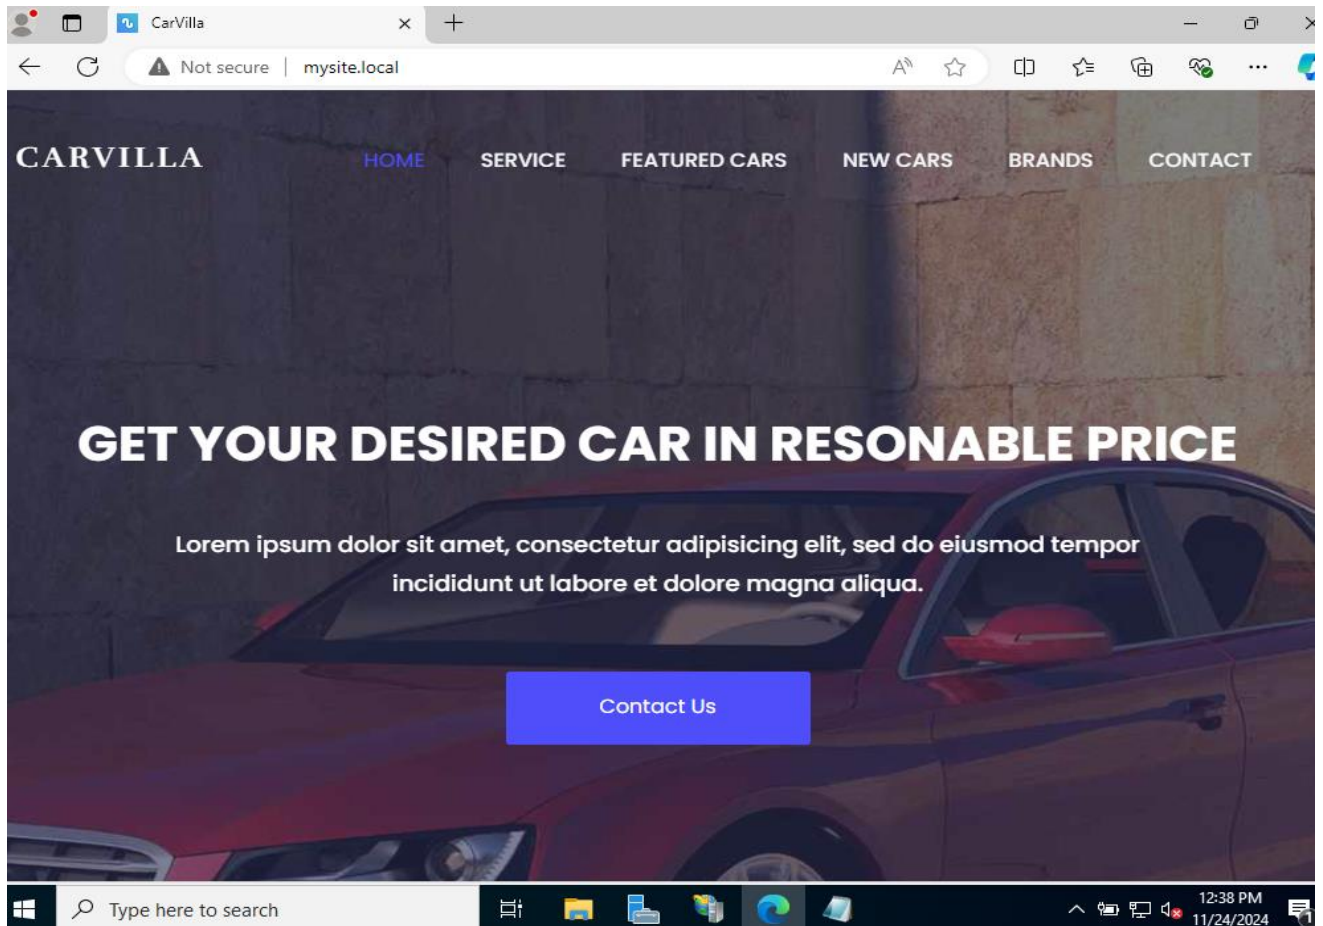 CarVilla
Not secure | mysite.local
CARVILLA
HOME SERVICE FEATURED CARS NEW CARS BRANDS CONTACT
GET YOUR DESIRED CAR IN RESONABLE PRICE
Lorem ipsum dolor sit amet, consectetur adipisicing elit, sed do eiusmod tempor
incididunt ut labore et dolore magna aliqua.
Contact Us
Type here to search
12:38 PM
11/24/2024
1